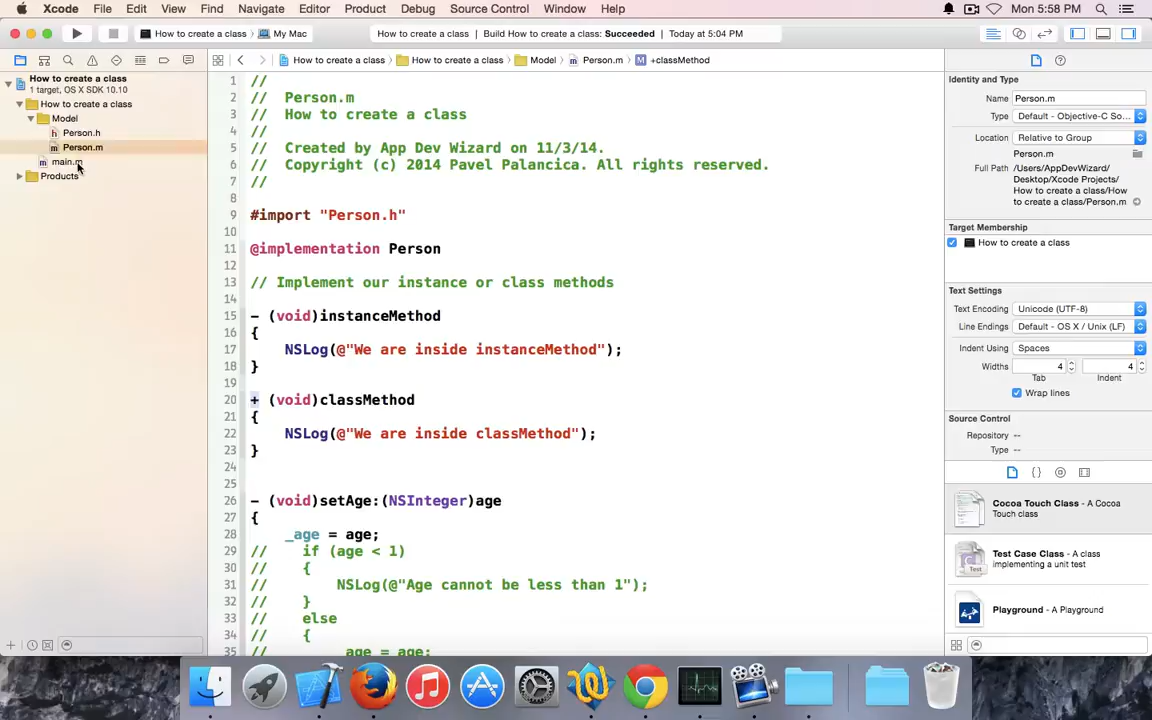 Xcode File Edit View Find Navigate Editor Product Debug Source Control Window Help Mon 5:58 PM
How to create a class My Mac How to create a class | Build How to create a class: Succeeded | Today at 5:04 PM
How to create a class How to create a class Model Person.m +classMethod
How to create a class
1 target, OS X SDK 10.10
How to create a class
Model
h Person.h
m Person.m
m main.m
Products
1 //
2 // Person.m
3 // How to create a class
4 //
5 // Created by App Dev Wizard on 11/3/14.
6 // Copyright (c) 2014 Pavel Palancica. All rights reserved.
7 //
8
9 #import "Person.h"
10
11 @implementation Person
12
13 // Implement our instance or class methods
14
15 - (void)instanceMethod
16 {
17 NSLog(@"We are inside instanceMethod");
18 }
19
20 + (void)classMethod
21 {
22 NSLog(@"We are inside classMethod");
23 }
24
25
26 - (void)setAge:(NSInteger)age
27 {
28 _age = age;
29 // if (age < 1)
30 // {
31 // NSLog(@"Age cannot be less than 1");
32 // }
33 // else
34 // {
35 // _age = age;
Identity and Type
Name Person.m
Type Default - Objective-C So...
Location Relative to Group
Person.m
Full Path /Users/AppDevWizard/
Desktop/Xcode Projects/
How to create a class/How
to create a class/Person.m
Target Membership
How to create a class
Text Settings
Text Encoding Unicode (UTF-8)
Line Endings Default - OS X / Unix (LF)
Indent Using Spaces
Widths 4 4
Tab Indent
Wrap lines
Source Control
Repository --
Type --
Cocoa Touch Class - A Cocoa
Touch class
Test Case Class - A class
implementing a unit test
Test
Playground - A Playground